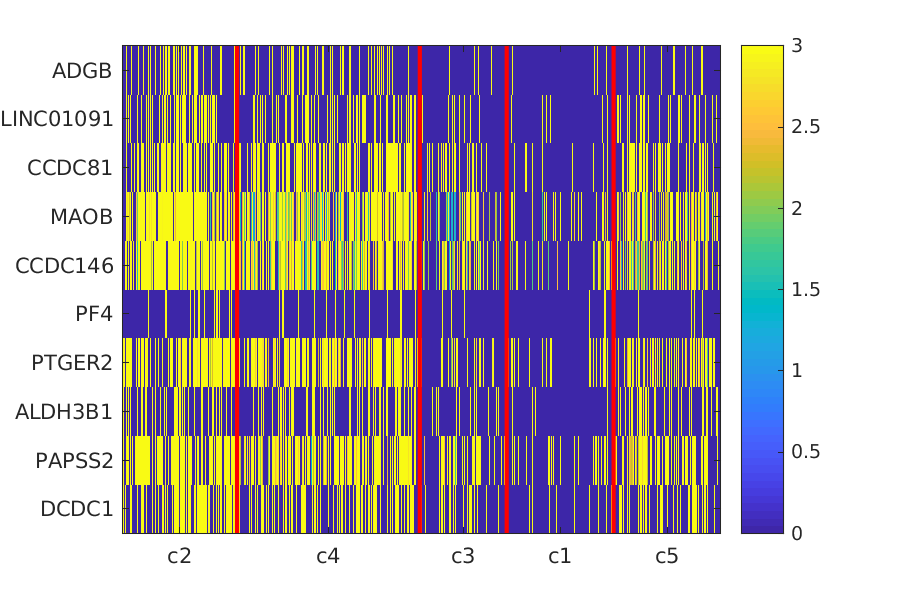 ADGB
LINC01091
CCDC81
MAOB
CCDC146
PF4
PTGER2
ALDH3B1
PAPSS2
DCDC1
c2 c4 c3 c1 c5
3
2.5
2
1.5
1
0.5
0